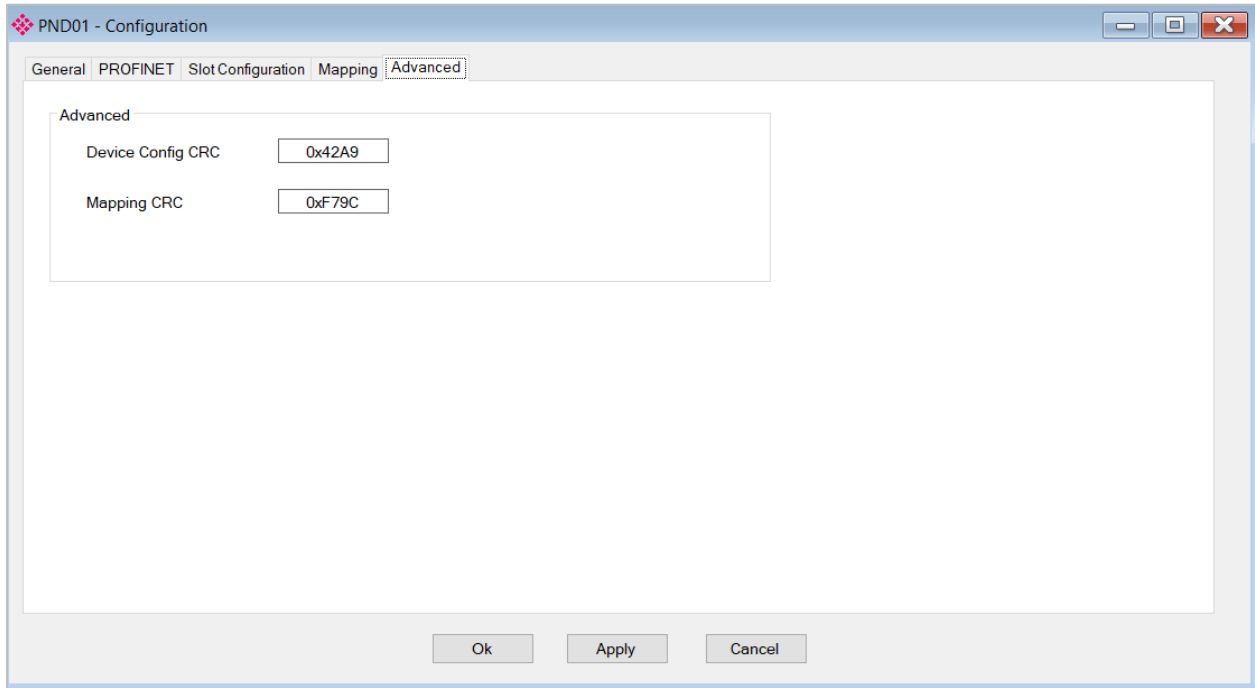 PND01 - Configuration
General PROFINET Slot Configuration Mapping Advanced
Advanced
Device Config CRC 0x42A9
Mapping CRC 0xF79C
Ok Apply Cancel